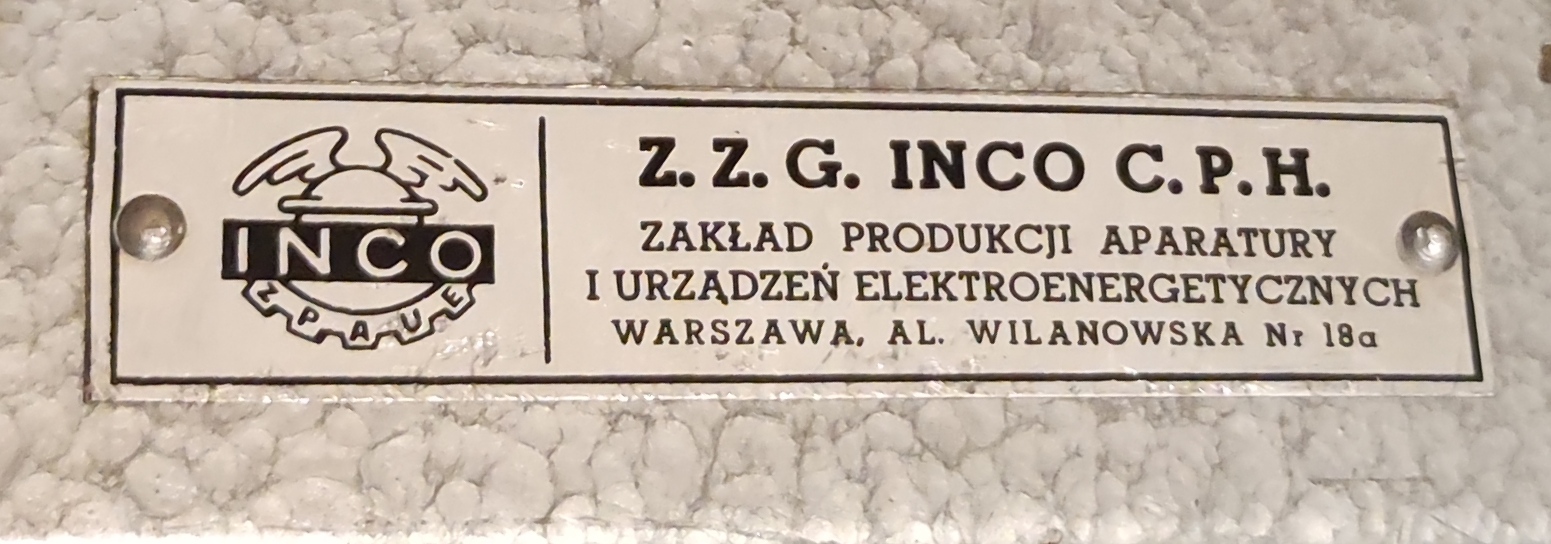 INCO
ZPAUE
Z. Z. G. INCO C. P. H.
ZAKŁAD PRODUKCJI APARATURY
I URZĄDZEŃ ELEKTROENERGETYCZNYCH
WARSZAWA, AL. WILANOWSKA Nr 18a